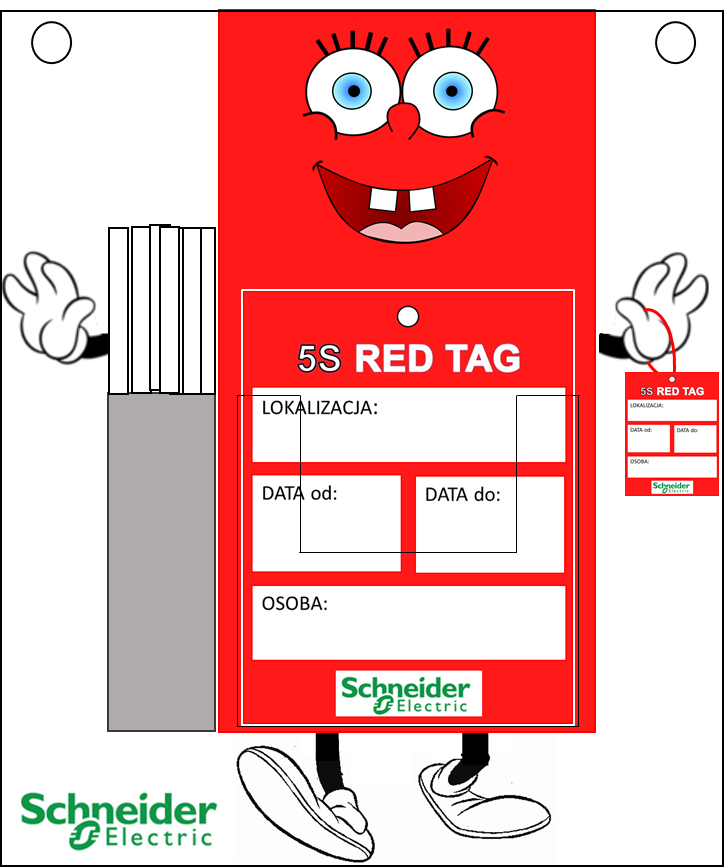 5S RED TAG
LOKALIZACJA:
DATA od:
DATA do:
OSOBA:
Schneider
Electric
5S RED TAG
LOKALIZACJA:
DATA od:
DATA do:
OSOBA:
Schneider
Electric
Schneider
Electric